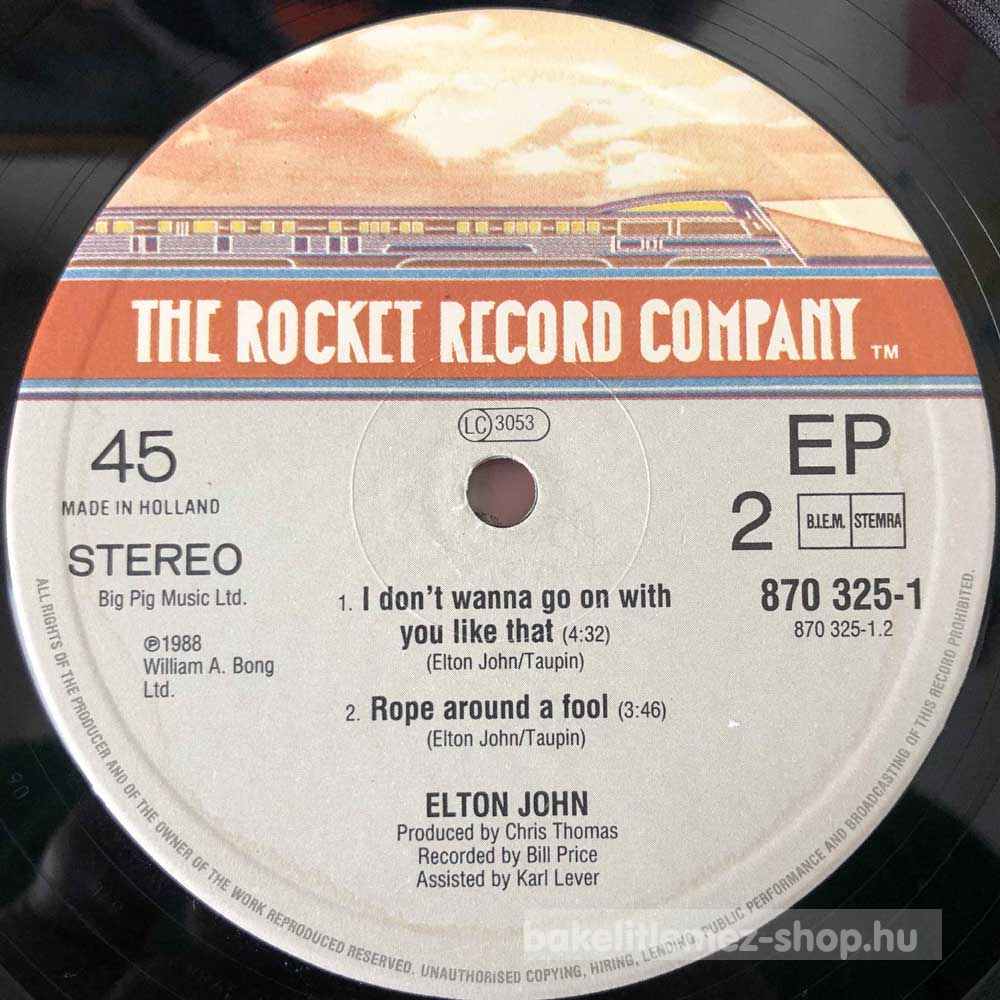 THE ROCKET RECORD COMPANY TM
LC 3053
45
MADE IN HOLLAND
STEREO
Big Pig Music Ltd.
℗1988
William A. Bong
Ltd.
EP
2
B.I.E.M. STEMRA
870 325-1
870 325-1.2
1. I don't wanna go on with
you like that (4:32)
(Elton John/Taupin)
2. Rope around a fool (3:46)
(Elton John/Taupin)
ELTON JOHN
Produced by Chris Thomas
Recorded by Bill Price
Assisted by Karl Lever
ALL RIGHTS OF THE PRODUCER AND OF THE OWNER OF THE WORK REPRODUCED RESERVED. UNAUTHORISED COPYING, HIRING, LENDING, PUBLIC PERFORMANCE AND BROADCASTING OF THIS RECORD PROHIBITED.
bakelitlemez-shop.hu